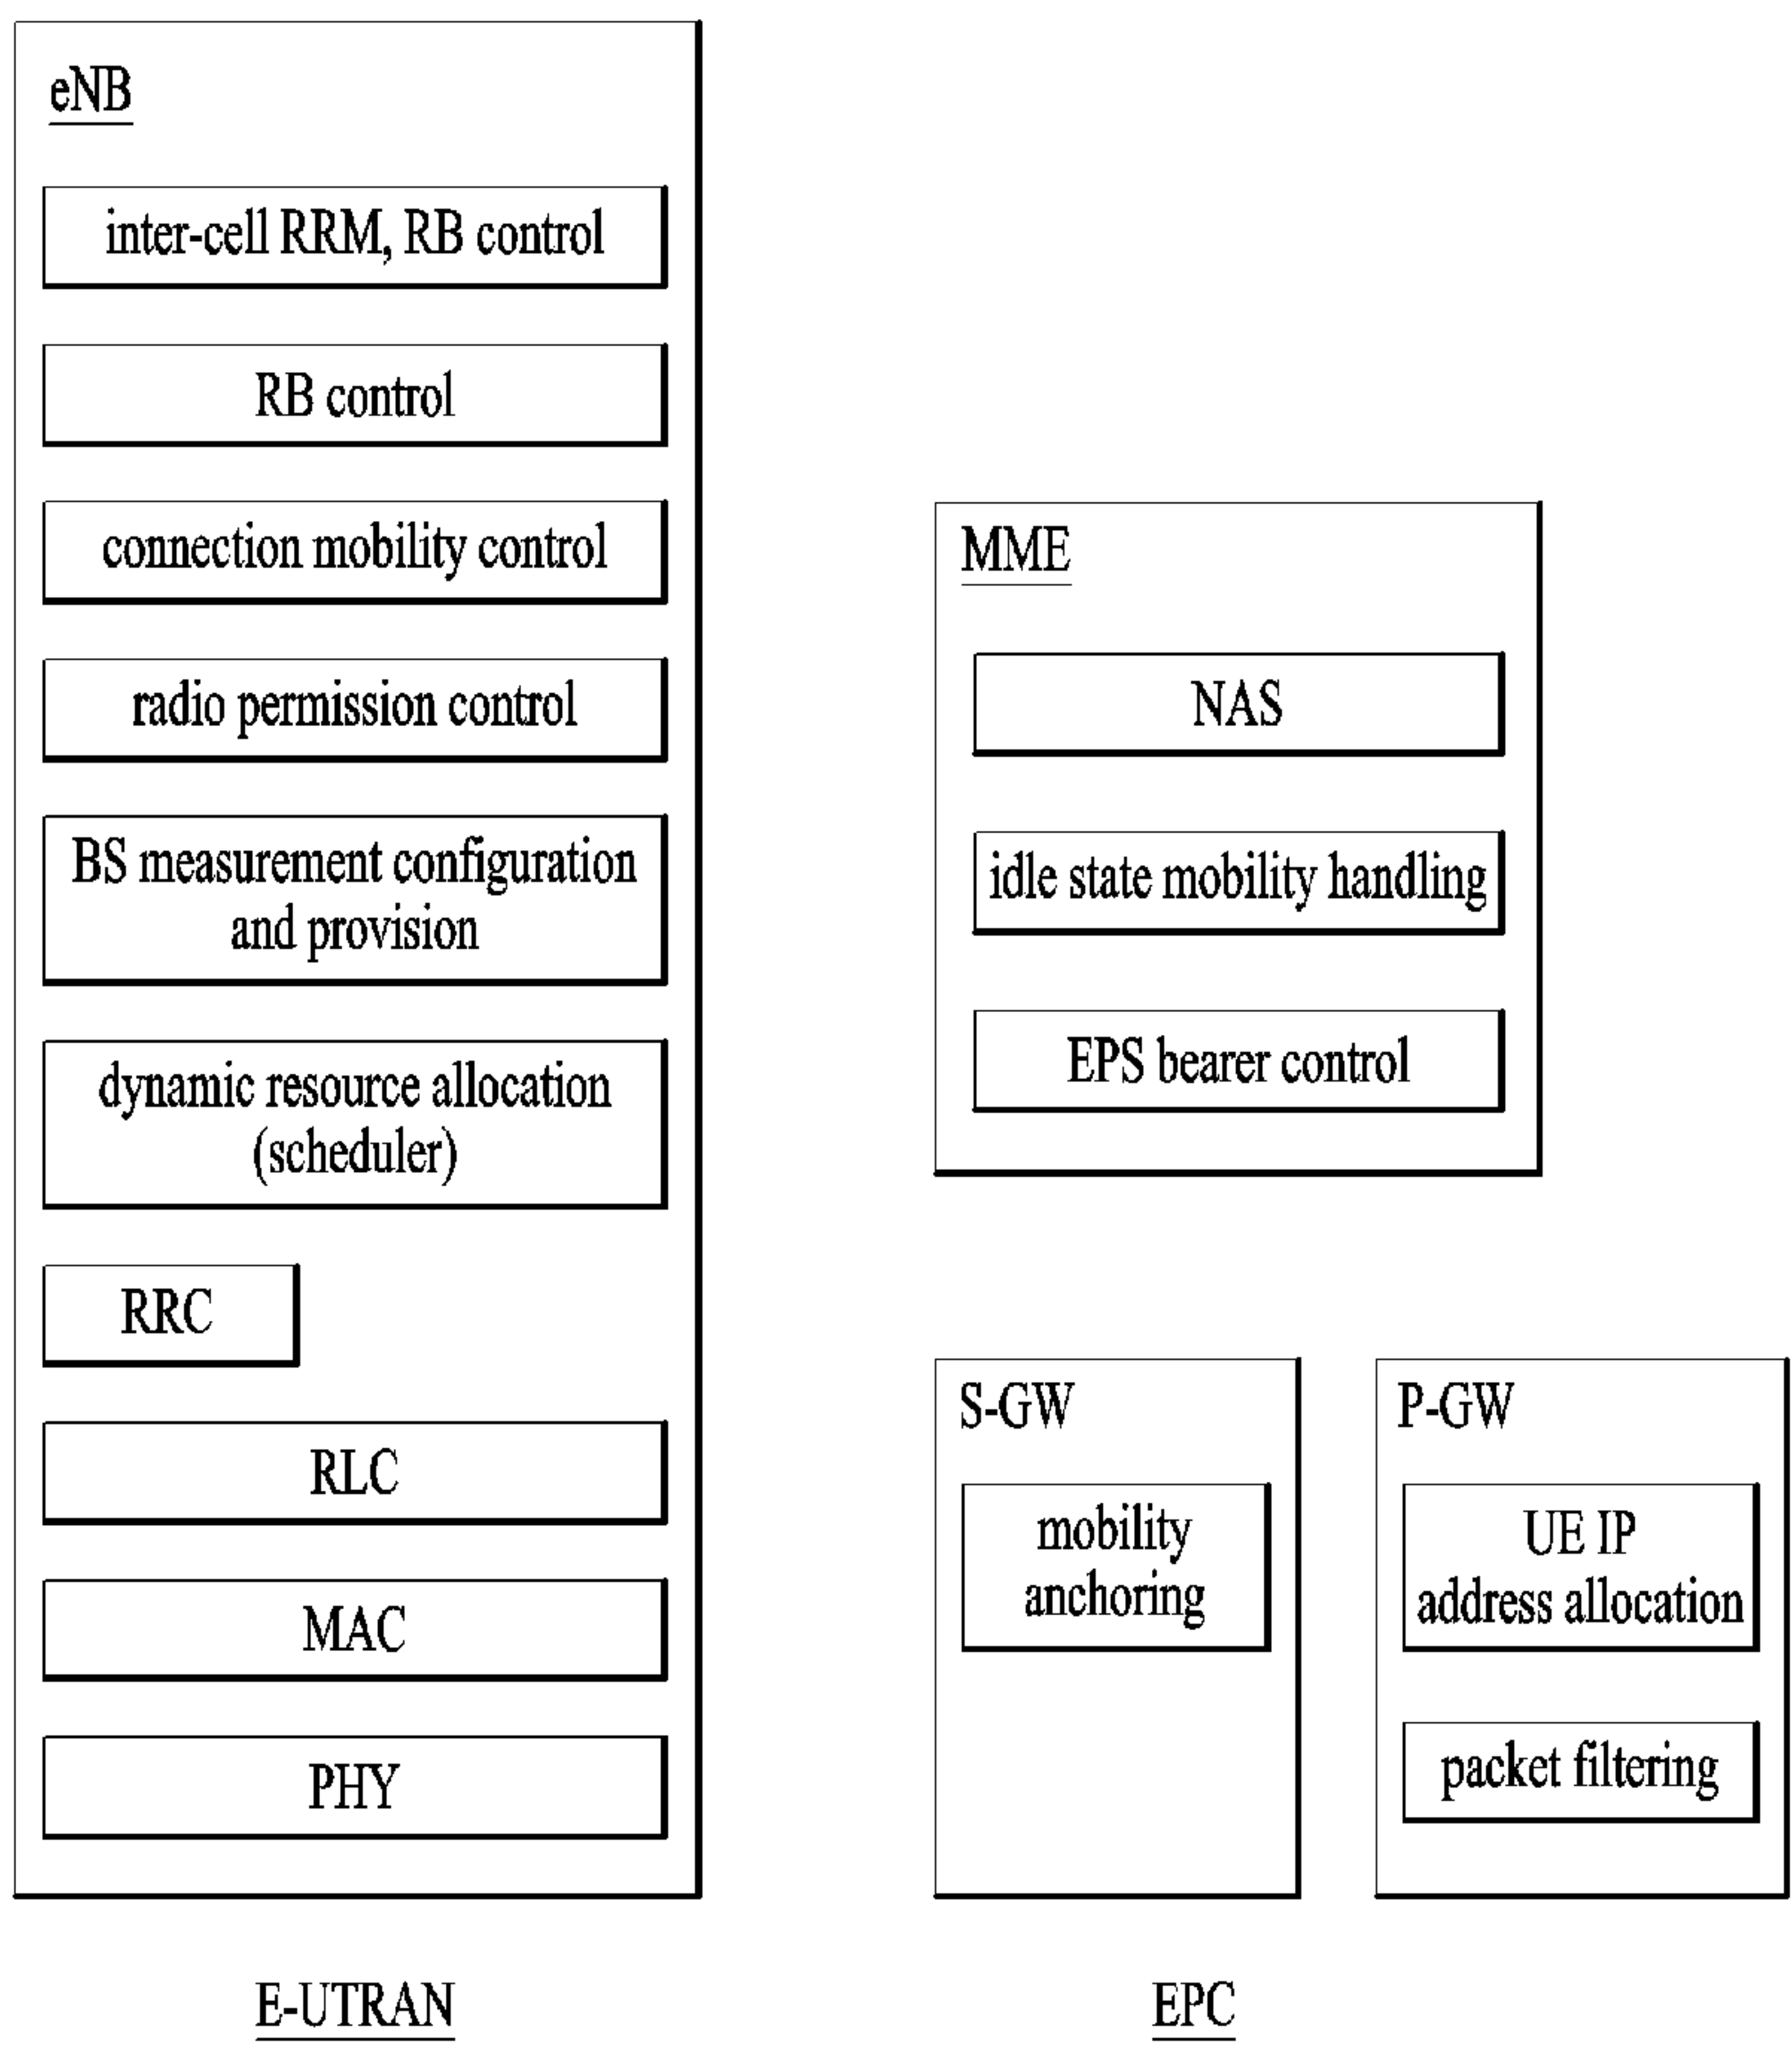 eNB
inter-cell RRM, RB control
RB control
connection mobility control
radio permission control
BS measurement configuration
and provision
dynamic resource allocation
(scheduler)
RRC
RLC
MAC
PHY
E-UTRAN
MME
NAS
idle state mobility handling
EPS bearer control
S-GW
mobility
anchoring
P-GW
UE IP
address allocation
packet filtering
EPC